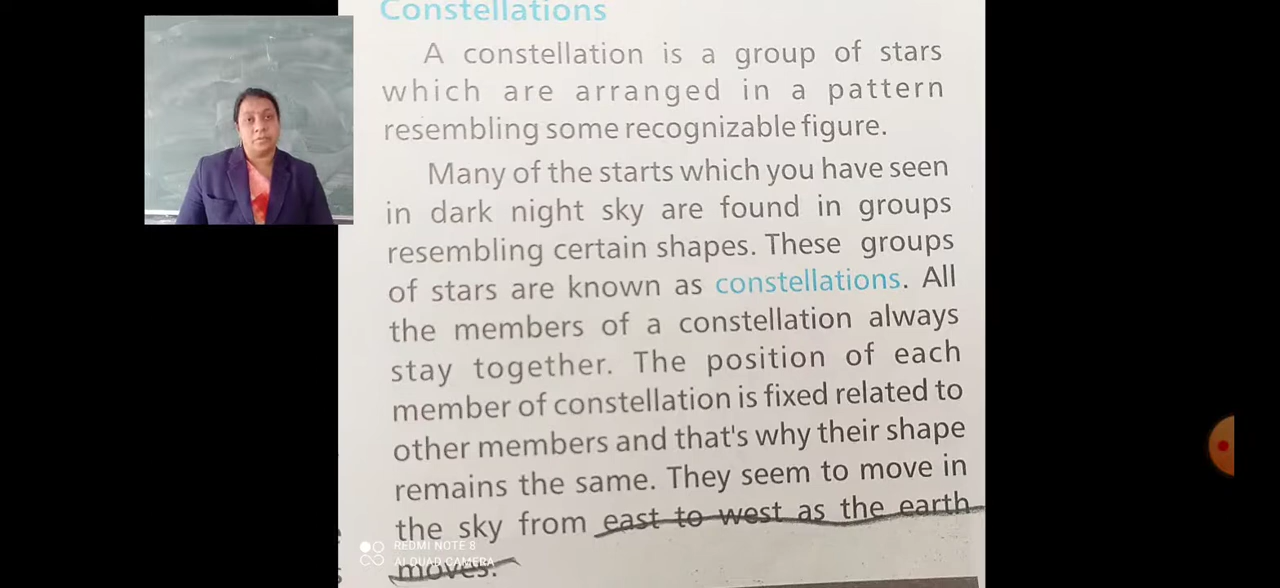 Constellations
A constellation is a group of stars
which are arranged in a pattern
resembling some recognizable figure.
Many of the starts which you have seen
in dark night sky are found in groups
resembling certain shapes. These groups
of stars are known as constellations. All
the members of a constellation always
stay together. The position of each
member of constellation is fixed related to
other members and that's why their shape
remains the same. They seem to move in
the sky from east to west as the earth
moves.
REDMI NOTE 8
AI QUAD CAMERA